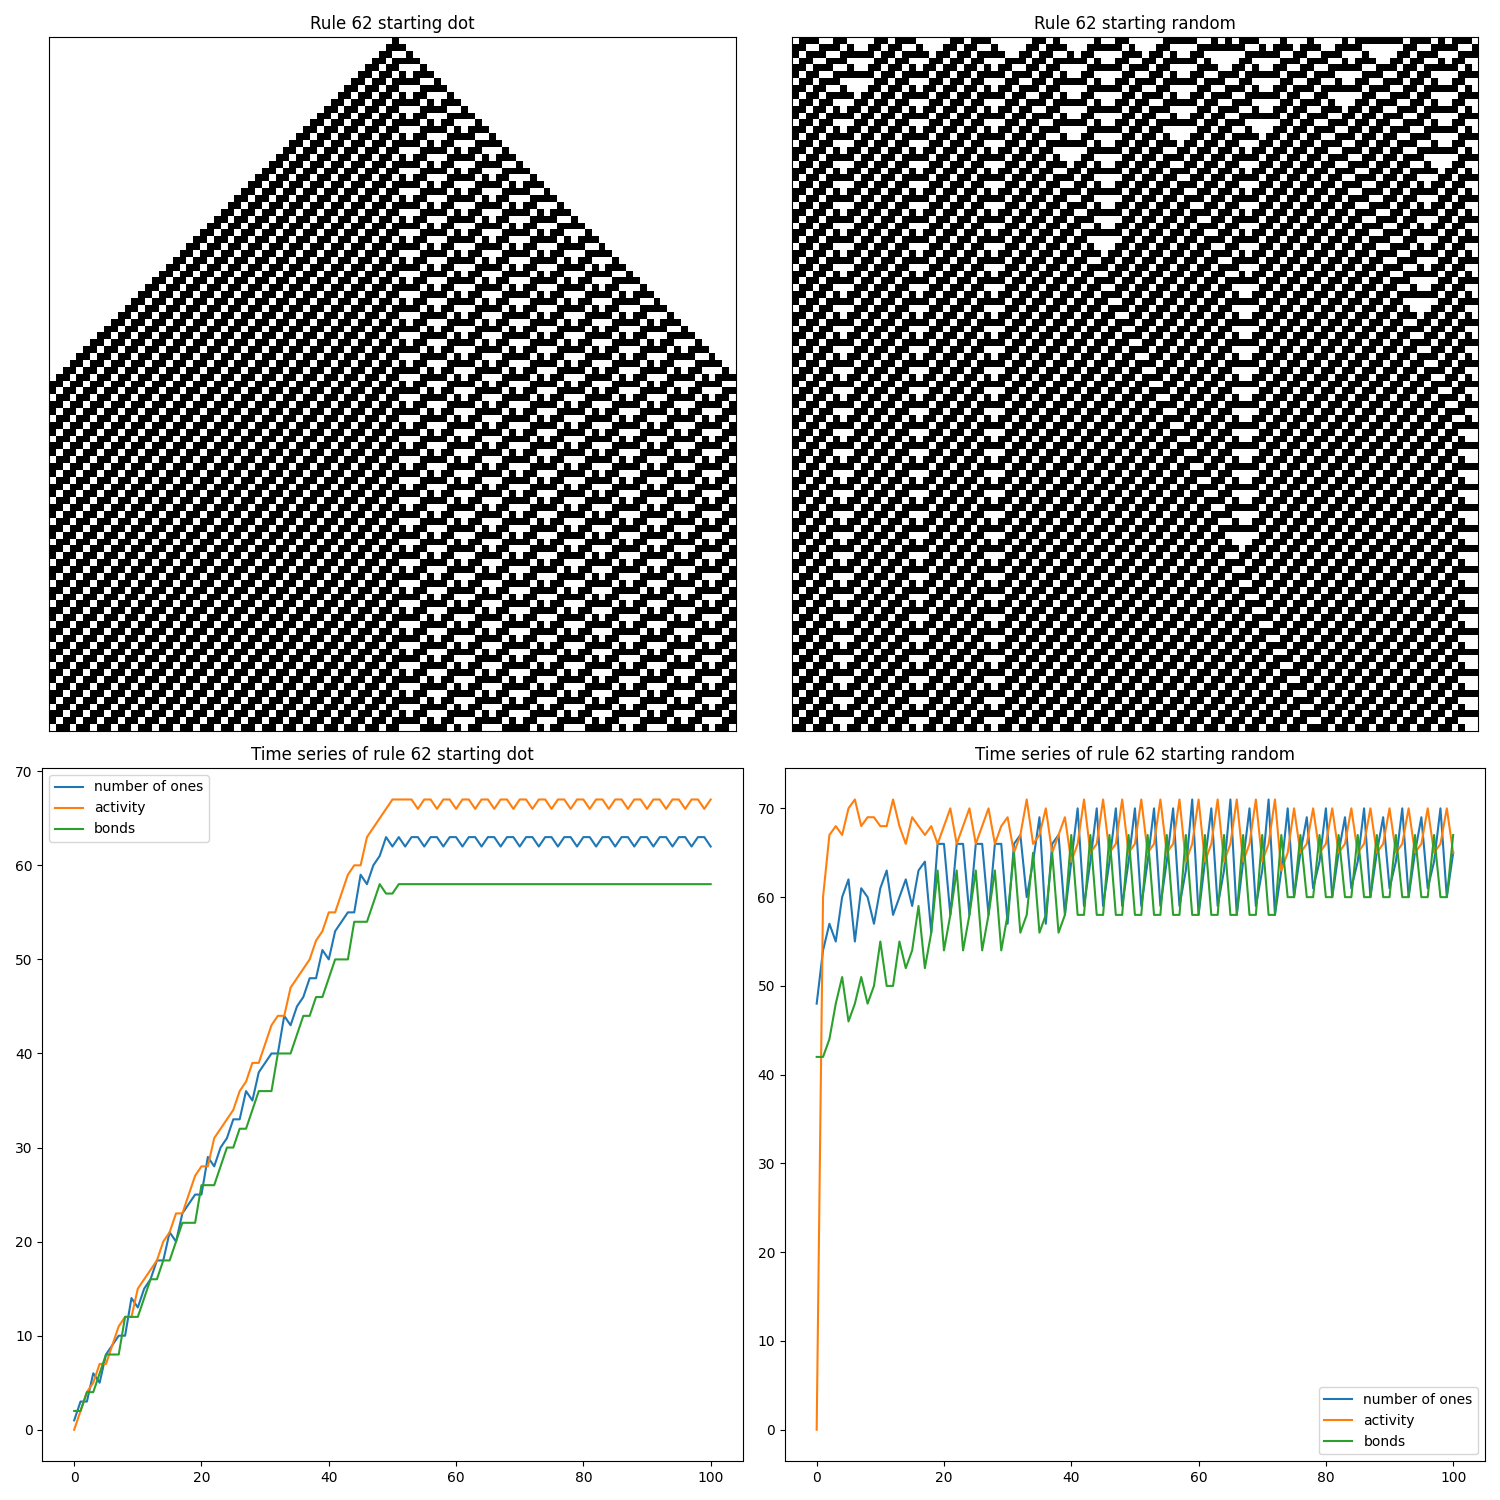 Rule 62 starting dot
Rule 62 starting random
Time series of rule 62 starting dot
70
60
50
40
30
20
10
0
number of ones
activity
bonds
0 20 40 60 80 100
Time series of rule 62 starting random
70
60
50
40
30
20
10
0
number of ones
activity
bonds
0 20 40 60 80 100